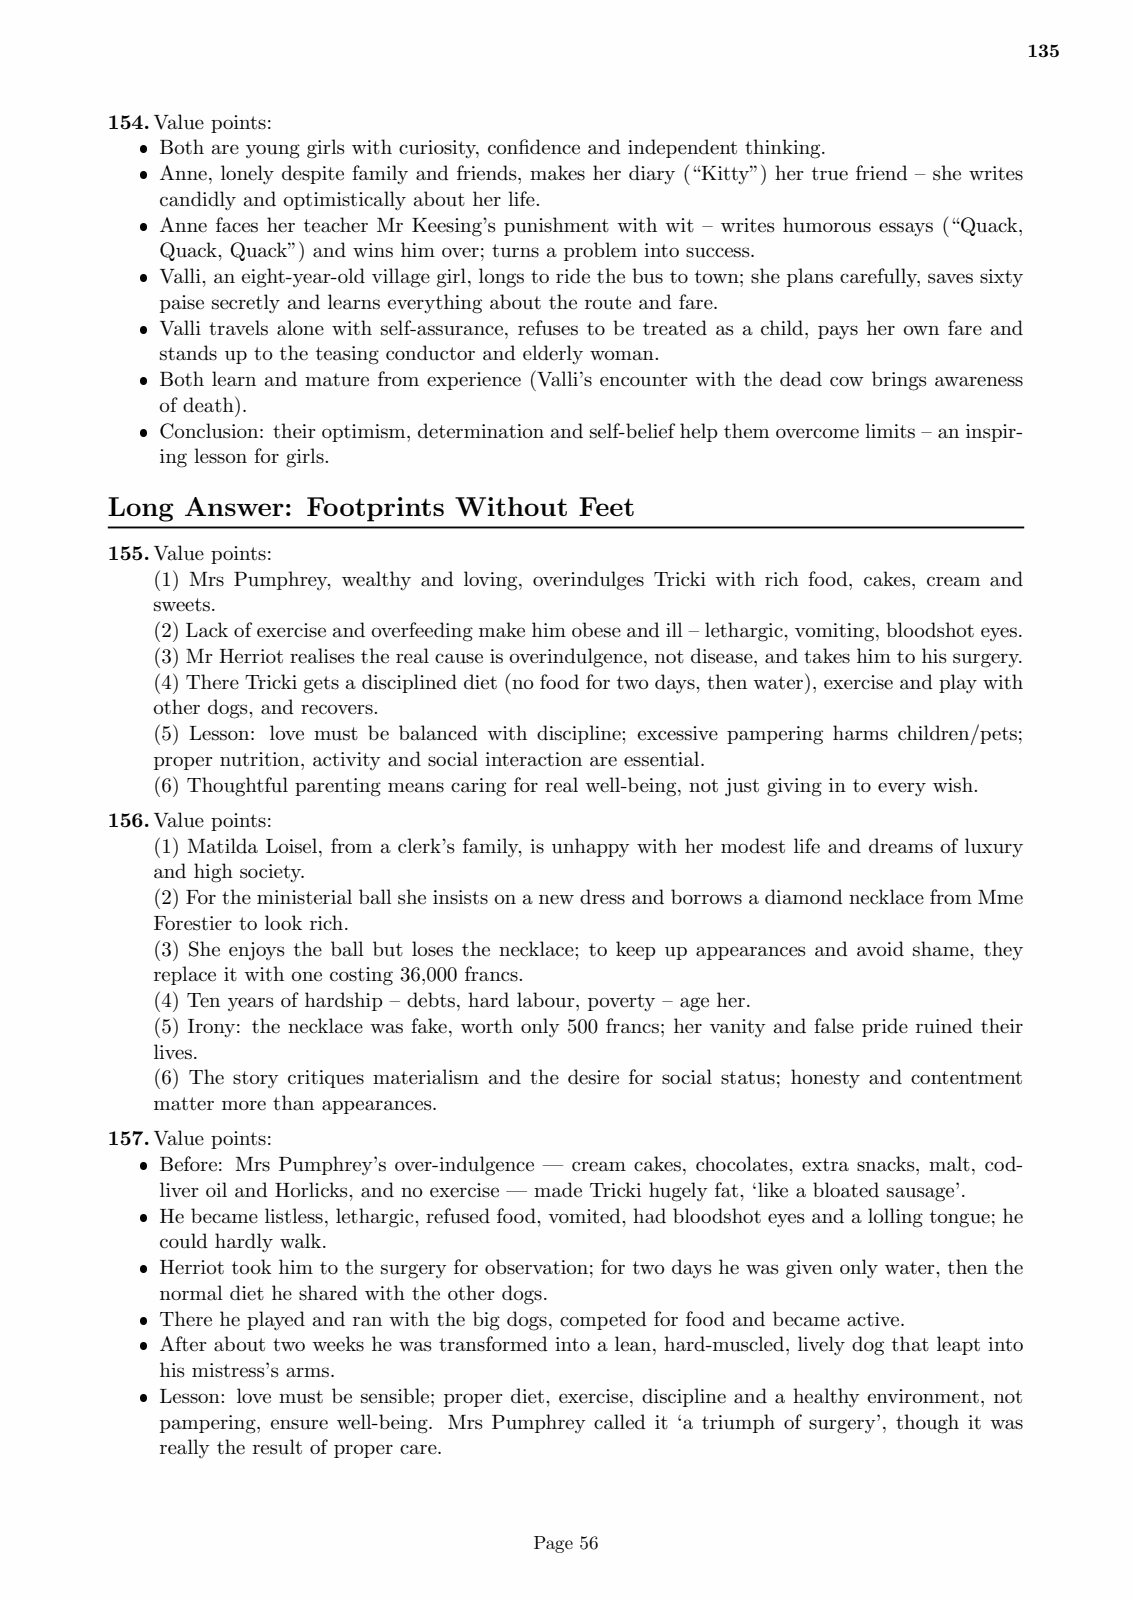 135
154. Value points:
• Both are young girls with curiosity, confidence and independent thinking.
• Anne, lonely despite family and friends, makes her diary (“Kitty”) her true friend – she writes
candidly and optimistically about her life.
• Anne faces her teacher Mr Keesing’s punishment with wit – writes humorous essays (“Quack,
Quack, Quack”) and wins him over; turns a problem into success.
• Valli, an eight-year-old village girl, longs to ride the bus to town; she plans carefully, saves sixty
paise secretly and learns everything about the route and fare.
• Valli travels alone with self-assurance, refuses to be treated as a child, pays her own fare and
stands up to the teasing conductor and elderly woman.
• Both learn and mature from experience (Valli’s encounter with the dead cow brings awareness
of death).
• Conclusion: their optimism, determination and self-belief help them overcome limits – an inspir-
ing lesson for girls.
Long Answer: Footprints Without Feet
155. Value points:
(1) Mrs Pumphrey, wealthy and loving, overindulges Tricki with rich food, cakes, cream and
sweets.
(2) Lack of exercise and overfeeding make him obese and ill – lethargic, vomiting, bloodshot eyes.
(3) Mr Herriot realises the real cause is overindulgence, not disease, and takes him to his surgery.
(4) There Tricki gets a disciplined diet (no food for two days, then water), exercise and play with
other dogs, and recovers.
(5) Lesson: love must be balanced with discipline; excessive pampering harms children/pets;
proper nutrition, activity and social interaction are essential.
(6) Thoughtful parenting means caring for real well-being, not just giving in to every wish.
156. Value points:
(1) Matilda Loisel, from a clerk’s family, is unhappy with her modest life and dreams of luxury
and high society.
(2) For the ministerial ball she insists on a new dress and borrows a diamond necklace from Mme
Forestier to look rich.
(3) She enjoys the ball but loses the necklace; to keep up appearances and avoid shame, they
replace it with one costing 36,000 francs.
(4) Ten years of hardship – debts, hard labour, poverty – age her.
(5) Irony: the necklace was fake, worth only 500 francs; her vanity and false pride ruined their
lives.
(6) The story critiques materialism and the desire for social status; honesty and contentment
matter more than appearances.
157. Value points:
• Before: Mrs Pumphrey’s over-indulgence — cream cakes, chocolates, extra snacks, malt, cod-
liver oil and Horlicks, and no exercise — made Tricki hugely fat, ‘like a bloated sausage’.
• He became listless, lethargic, refused food, vomited, had bloodshot eyes and a lolling tongue; he
could hardly walk.
• Herriot took him to the surgery for observation; for two days he was given only water, then the
normal diet he shared with the other dogs.
• There he played and ran with the big dogs, competed for food and became active.
• After about two weeks he was transformed into a lean, hard-muscled, lively dog that leapt into
his mistress’s arms.
• Lesson: love must be sensible; proper diet, exercise, discipline and a healthy environment, not
pampering, ensure well-being. Mrs Pumphrey called it ‘a triumph of surgery’, though it was
really the result of proper care.
Page 56